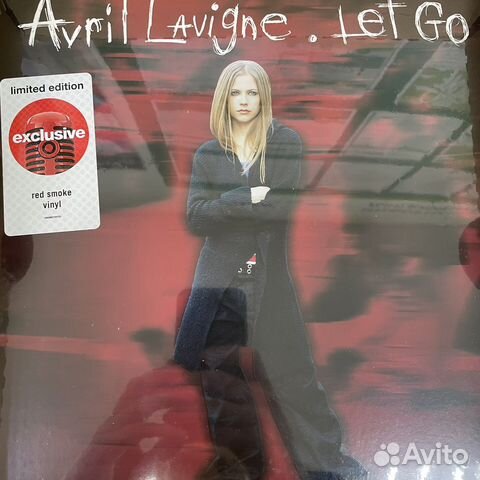 Avril Lavigne . Let Go
limited edition
exclusive
red smoke
vinyl
Avito